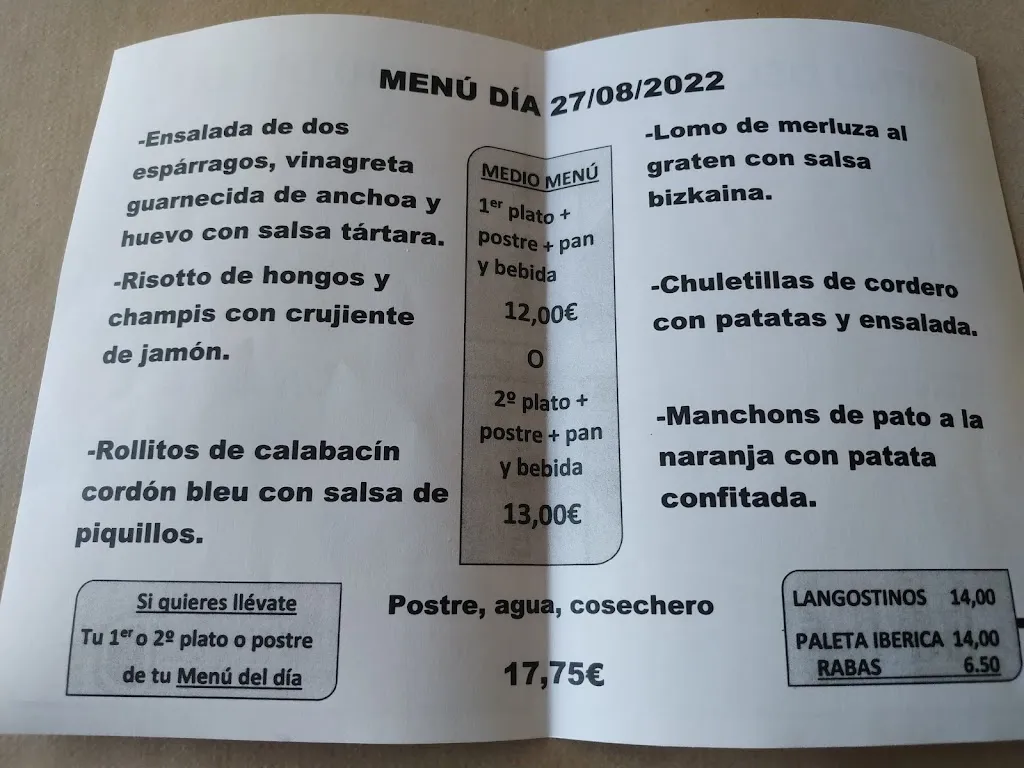 MENÚ DÍA 27/08/2022
-Ensalada de dos
espárragos, vinagreta
guarnecida de anchoa y
huevo con salsa tártara.
-Risotto de hongos y
champis con crujiente
de jamón.
-Rollitos de calabacín
cordón bleu con salsa de
piquillos.
MEDIO MENÚ
1er plato +
postre + pan
y bebida
12,00€
O
2º plato +
postre + pan
y bebida
13,00€
-Lomo de merluza al
graten con salsa
bizkaina.
-Chuletillas de cordero
con patatas y ensalada.
-Manchons de pato a la
naranja con patata
confitada.
Si quieres llévate
Tu 1er o 2º plato o postre
de tu Menú del día
Postre, agua, cosechero
17,75€
LANGOSTINOS 14,00
PALETA IBERICA 14,00
RABAS 6.50